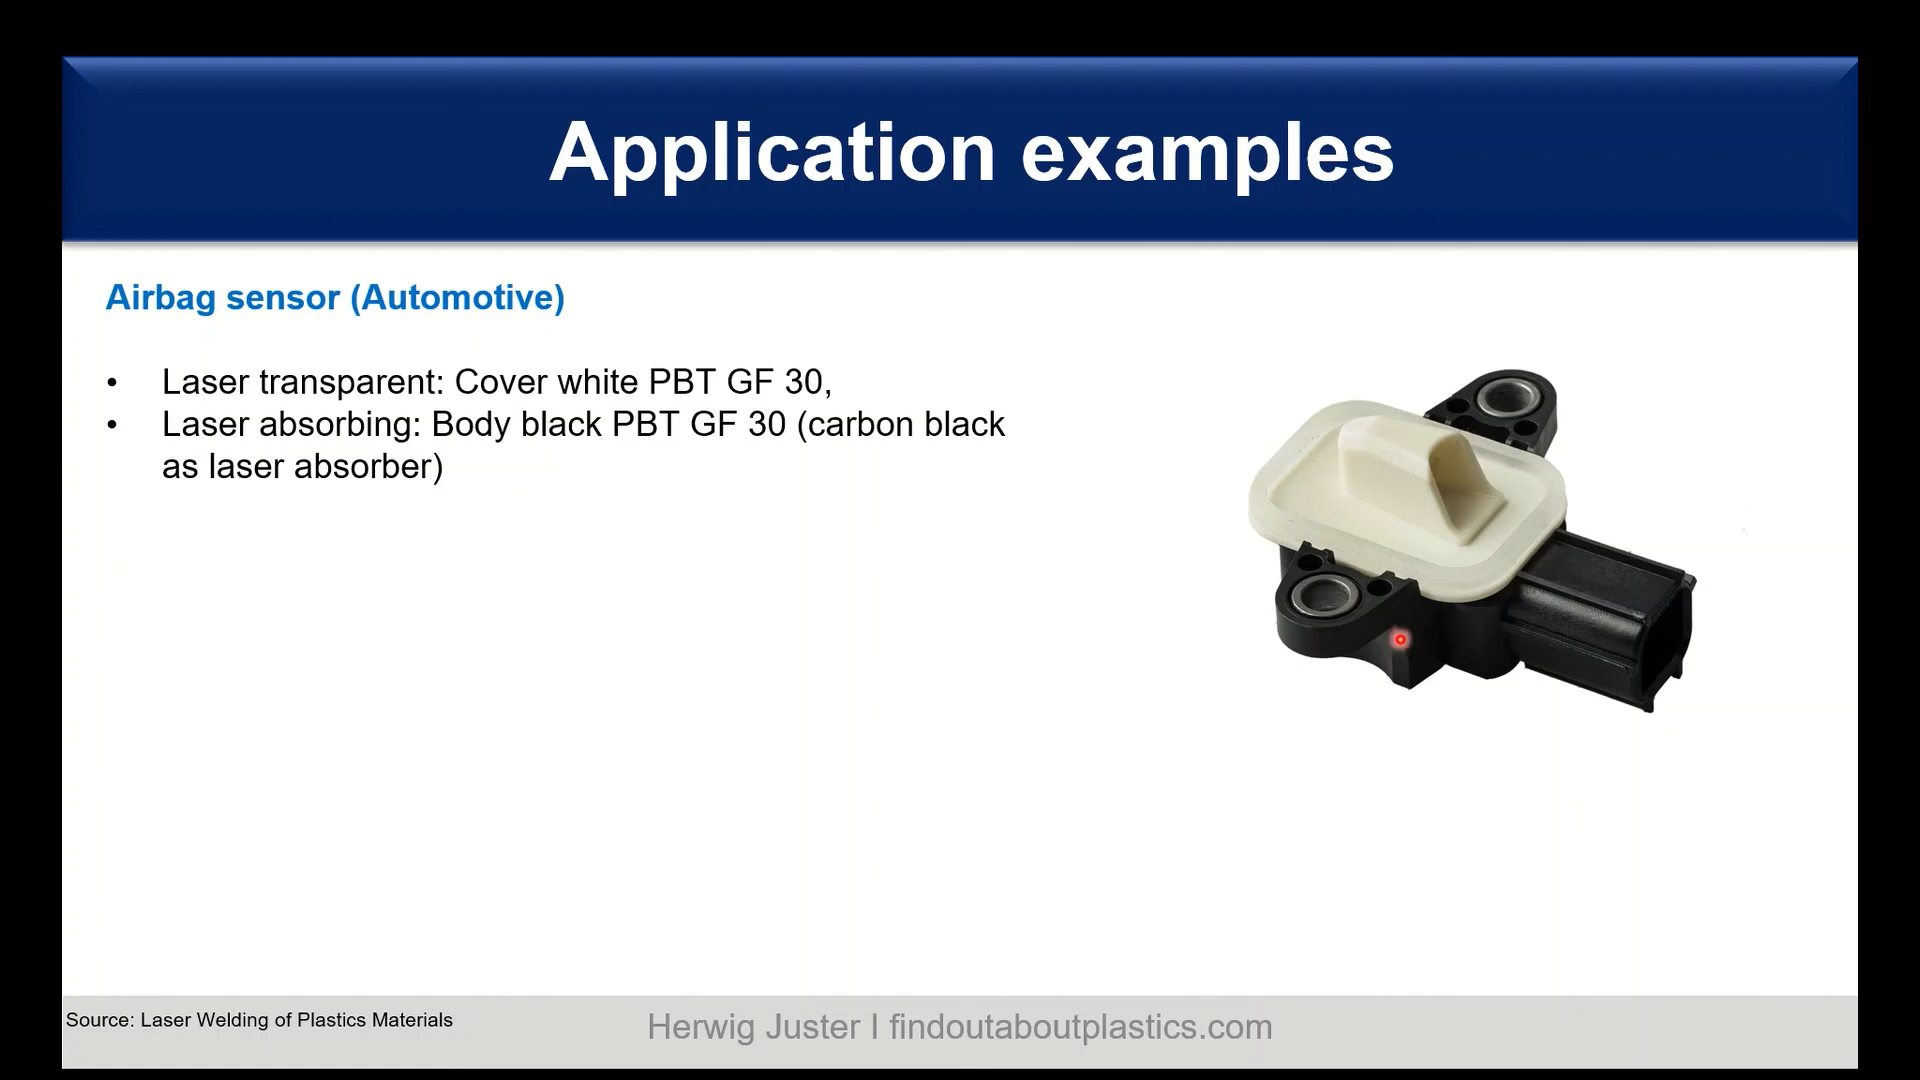 Application examples
Airbag sensor (Automotive)
• Laser transparent: Cover white PBT GF 30,
• Laser absorbing: Body black PBT GF 30 (carbon black
as laser absorber)
Source: Laser Welding of Plastics Materials
Herwig Juster I findoutaboutplastics.com